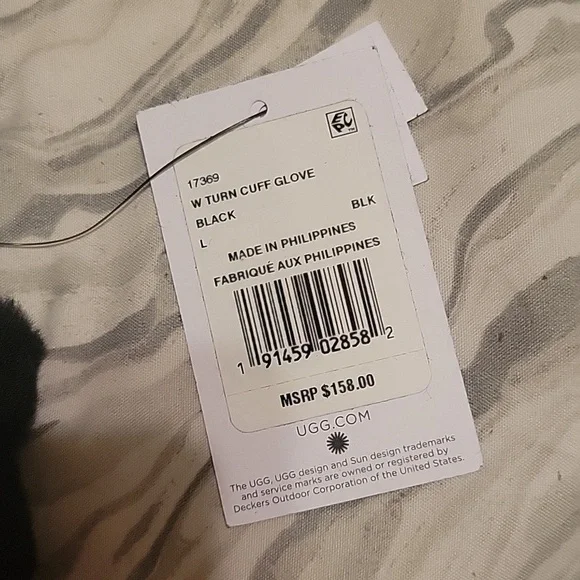 EPC™
17369
W TURN CUFF GLOVE
BLACK BLK
L
MADE IN PHILIPPINES
FABRIQUÉ AUX PHILIPPINES
1 91459 02858 2
MSRP $158.00
UGG.COM
The UGG, UGG design and Sun design trademarks
and service marks are owned or registered by
Deckers Outdoor Corporation of the United States.